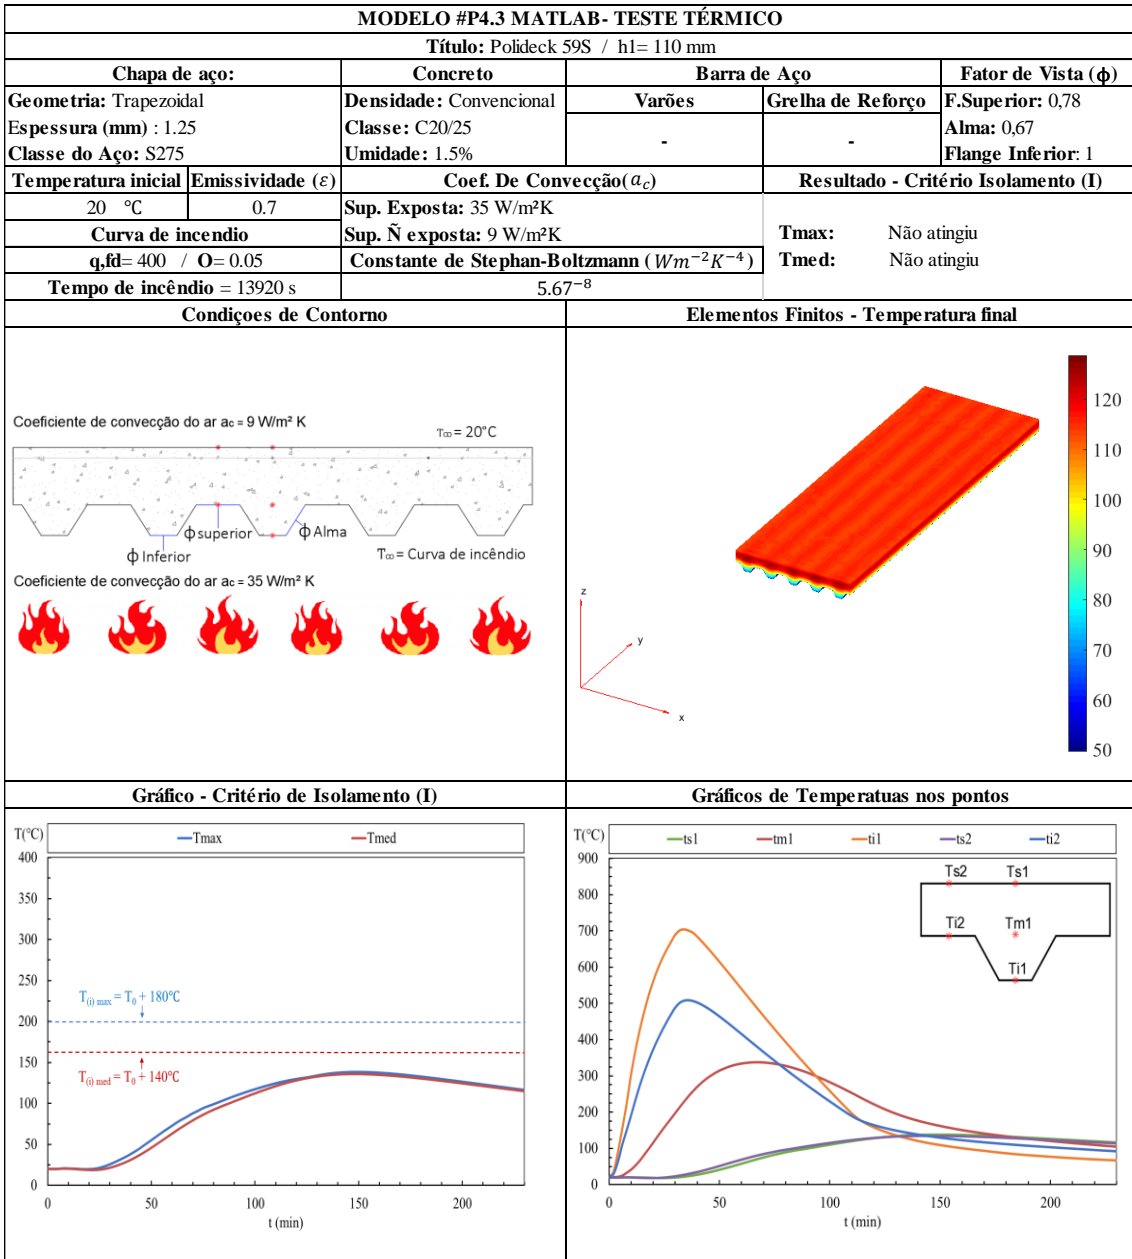 MODELO #P4.3 MATLAB- TESTE TÉRMICO
Título: Polideck 59S / h1= 110 mm
Chapa de aço:
Concreto
Barra de Aço
Fator de Vista (ϕ)
Geometria: Trapezoidal
Densidade: Convencional
Varões
Grelha de Reforço
F.Superior: 0,78
Espessura (mm) : 1.25
Classe: C20/25
-
-
Alma: 0,67
Classe do Aço: S275
Umidade: 1.5%
Flange Inferior: 1
Temperatura inicial
Emissividade (ε)
Coef. De Convecção(a_c)
Resultado - Critério Isolamento (I)
20 °C
0.7
Sup. Exposta: 35 W/m²K
Curva de incendio
Sup. Ñ exposta: 9 W/m²K
Tmax: Não atingiu
q,fd= 400 / O= 0.05
Constante de Stephan-Boltzmann (Wm⁻²K⁻⁴)
Tmed: Não atingiu
Tempo de incêndio = 13920 s
5.67⁻⁸
Condiçoes de Contorno
Elementos Finitos - Temperatura final
Coeficiente de convecção do ar ac = 9 W/m² K
T∞ = 20°C
ϕ superior
ϕ Alma
ϕ Inferior
T∞ = Curva de incêndio
Coeficiente de convecção do ar ac = 35 W/m² K
z
y
x
120
110
100
90
80
70
60
50
Gráfico - Critério de Isolamento (I)
Gráficos de Temperatuas nos pontos
T(°C)
Tmax
Tmed
400
350
300
250
200
150
100
50
0
T(i) max = T0 + 180°C
T(i) med = T0 + 140°C
0
50
100
150
200
t (min)
T(°C)
ts1
tm1
ti1
ts2
ti2
900
800
700
600
500
400
300
200
100
0
Ts2
Ts1
Ti2
Tm1
Ti1
0
50
100
150
200
t (min)